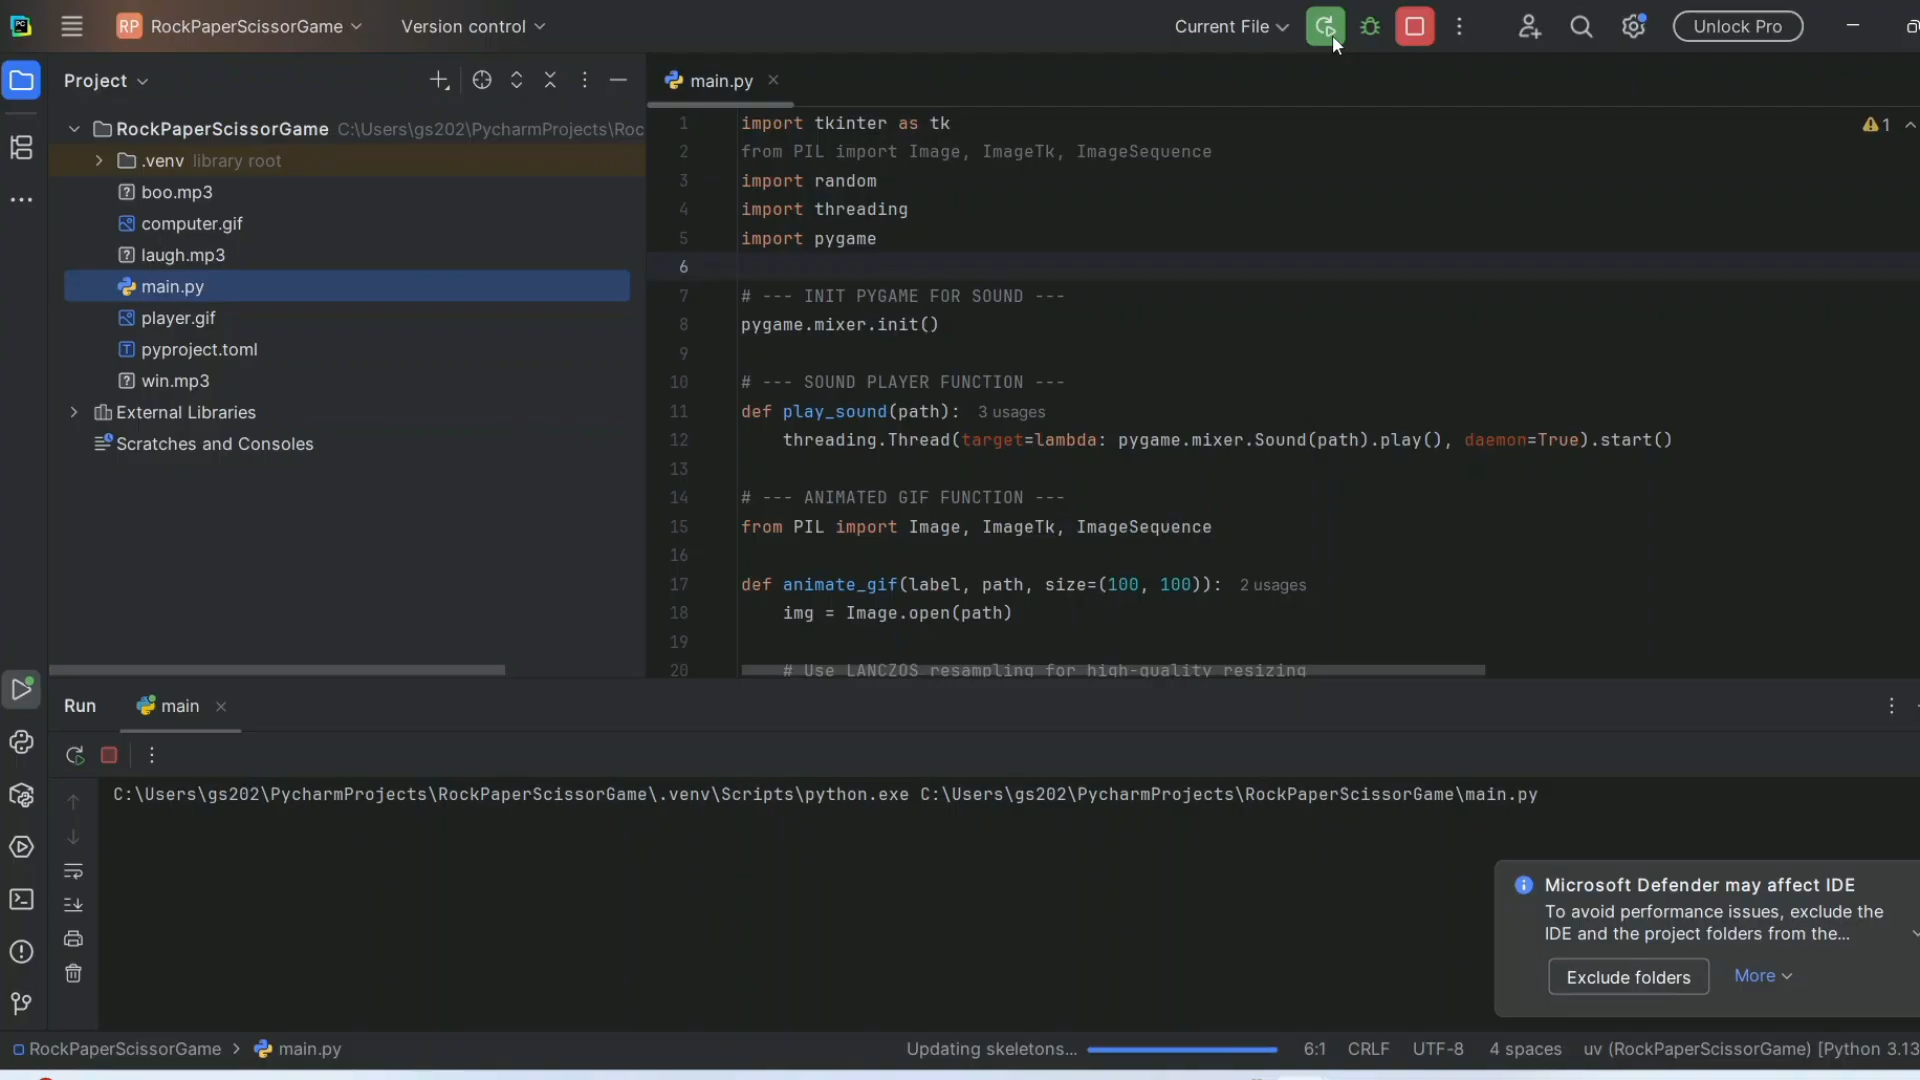 PC
RP RockPaperScissorGame
Version control
Current File
Unlock Pro
Project
main.py
RockPaperScissorGame C:\Users\gs202\PycharmProjects\Roc
.venv library root
boo.mp3
computer.gif
laugh.mp3
main.py
player.gif
pyproject.toml
win.mp3
External Libraries
Scratches and Consoles
1 import tkinter as tk
2 from PIL import Image, ImageTk, ImageSequence
3 import random
4 import threading
5 import pygame
6
7 # --- INIT PYGAME FOR SOUND ---
8 pygame.mixer.init()
9
10 # --- SOUND PLAYER FUNCTION ---
11 def play_sound(path): 3 usages
12 threading.Thread(target=lambda: pygame.mixer.Sound(path).play(), daemon=True).start()
13
14 # --- ANIMATED GIF FUNCTION ---
15 from PIL import Image, ImageTk, ImageSequence
16
17 def animate_gif(label, path, size=(100, 100)): 2 usages
18 img = Image.open(path)
19
20 # Use LANCZOS resampling for high-quality resizing
1
Run
main
C:\Users\gs202\PycharmProjects\RockPaperScissorGame\.venv\Scripts\python.exe C:\Users\gs202\PycharmProjects\RockPaperScissorGame\main.py
Microsoft Defender may affect IDE
To avoid performance issues, exclude the
IDE and the project folders from the...
Exclude folders
More
RockPaperScissorGame > main.py
Updating skeletons...
6:1 CRLF UTF-8 4 spaces uv (RockPaperScissorGame) [Python 3.13